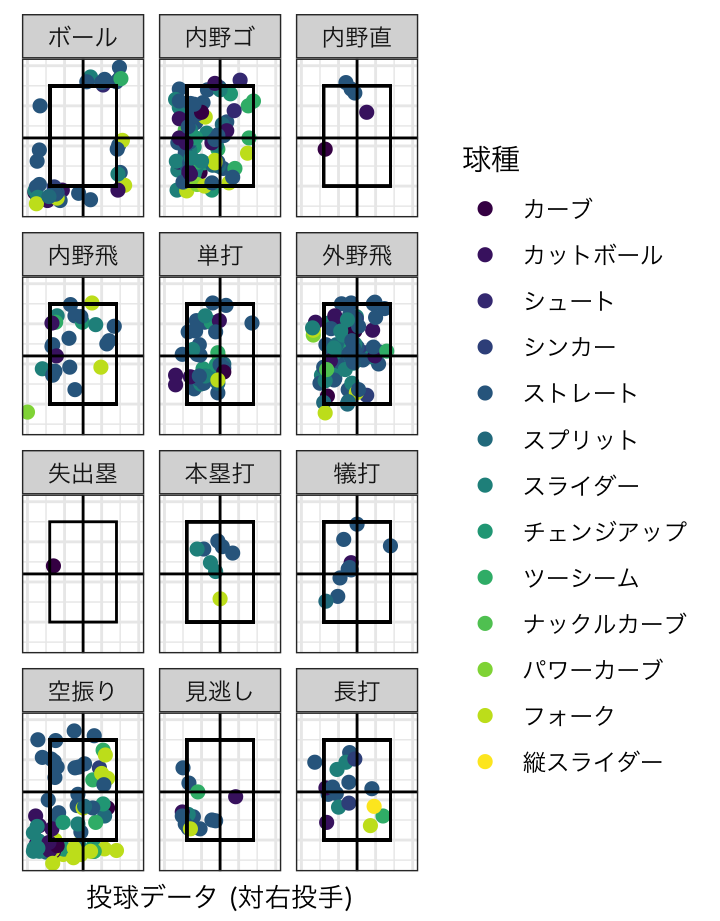 ボール
内野ゴ
内野直
内野飛
単打
外野飛
失出塁
本塁打
犠打
空振り
見逃し
長打
投球データ (対右投手)
球種
カーブ
カットボール
シュート
シンカー
ストレート
スプリット
スライダー
チェンジアップ
ツーシーム
ナックルカーブ
パワーカーブ
フォーク
縦スライダー